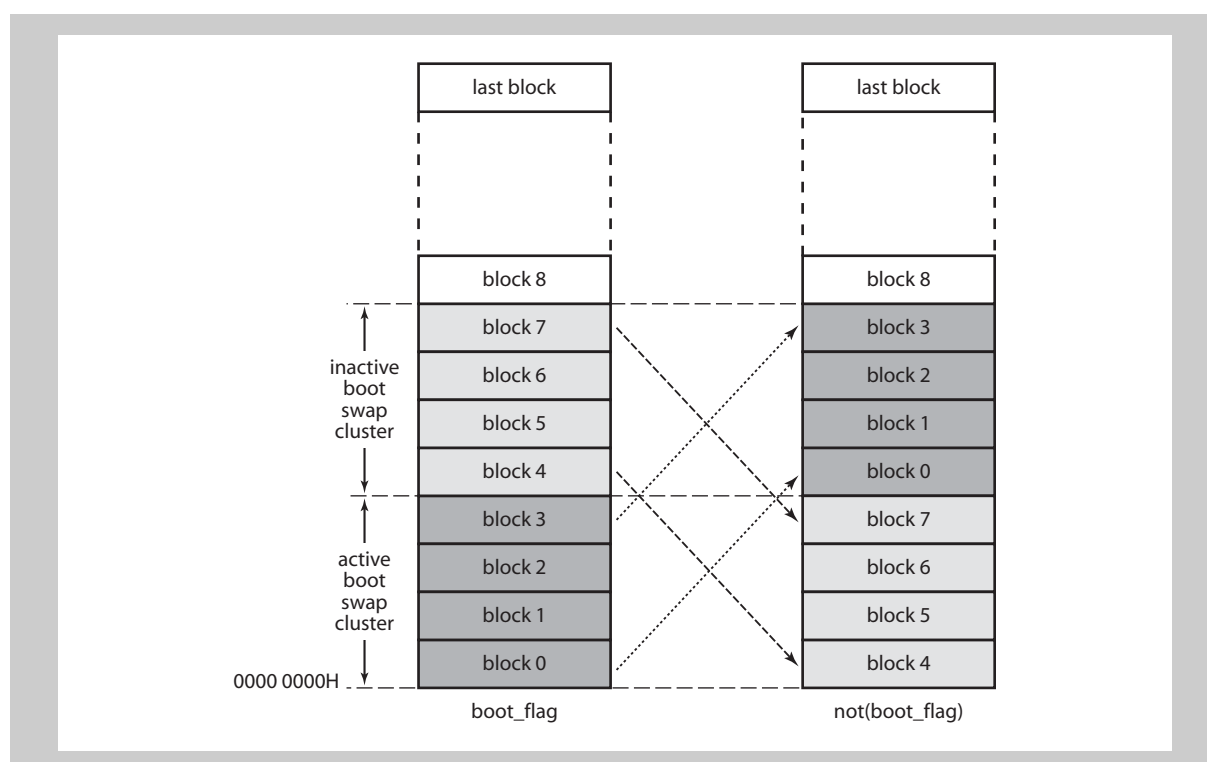 last block
block 8
block 7
block 6
block 5
block 4
block 3
block 2
block 1
block 0
boot_flag
inactive
boot
swap
cluster
active
boot
swap
cluster
0000 0000H
last block
block 8
block 3
block 2
block 1
block 0
block 7
block 6
block 5
block 4
not(boot_flag)